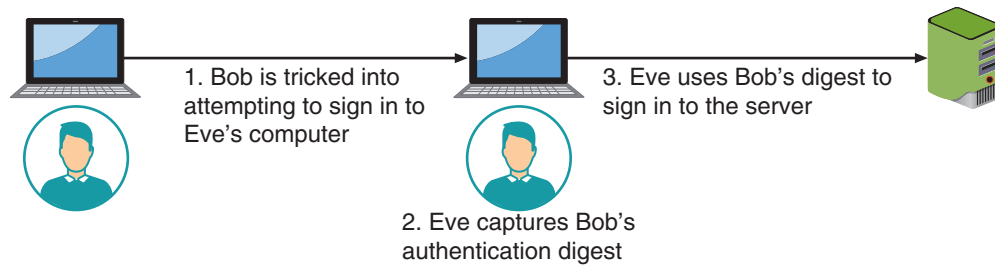 1. Bob is tricked into
attempting to sign in to
Eve's computer
2. Eve captures Bob's
authentication digest
3. Eve uses Bob's digest to
sign in to the server